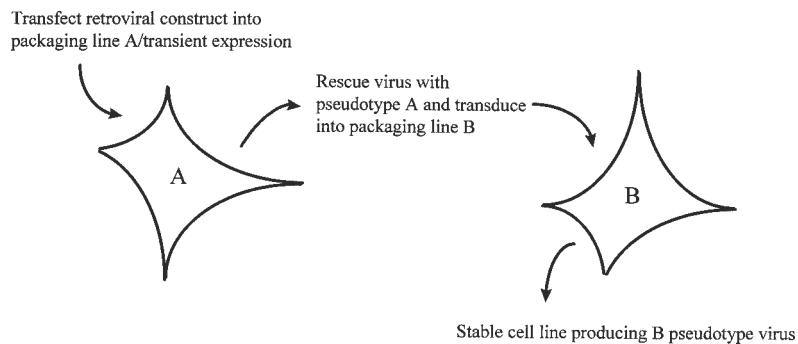 Transfect retroviral construct into
packaging line A/transient expression
Rescue virus with
pseudotype A and transduce
into packaging line B
A
B
Stable cell line producing B pseudotype virus